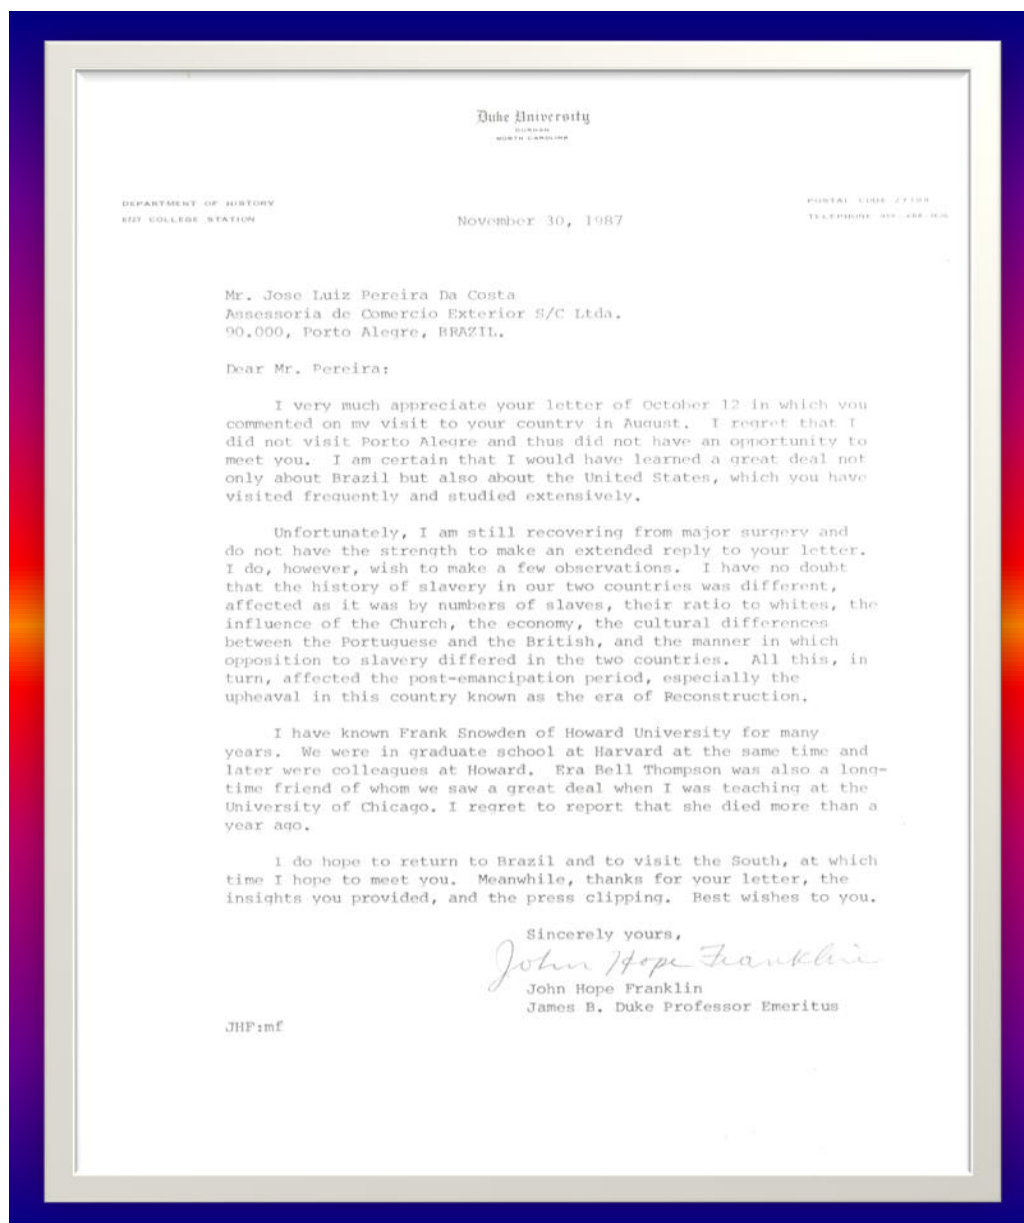 Duke University
DURHAM
NORTH CAROLINA
DEPARTMENT OF HISTORY
6727 COLLEGE STATION
POSTAL CODE 27708
TELEPHONE
November 30, 1987
Mr. Jose Luiz Pereira Da Costa
Assessoria de Comercio Exterior S/C Ltda.
90.000, Porto Alegre, BRAZIL.
Dear Mr. Pereira:
I very much appreciate your letter of October 12 in which you
commented on my visit to your country in August. I regret that I
did not visit Porto Alegre and thus did not have an opportunity to
meet you. I am certain that I would have learned a great deal not
only about Brazil but also about the United States, which you have
visited frequently and studied extensively.
Unfortunately, I am still recovering from major surgery and
do not have the strength to make an extended reply to your letter.
I do, however, wish to make a few observations. I have no doubt
that the history of slavery in our two countries was different,
affected as it was by numbers of slaves, their ratio to whites, the
influence of the Church, the economy, the cultural differences
between the Portuguese and the British, and the manner in which
opposition to slavery differed in the two countries. All this, in
turn, affected the post-emancipation period, especially the
upheaval in this country known as the era of Reconstruction.
I have known Frank Snowden of Howard University for many
years. We were in graduate school at Harvard at the same time and
later were colleagues at Howard. Era Bell Thompson was also a long-
time friend of whom we saw a great deal when I was teaching at the
University of Chicago. I regret to report that she died more than a
year ago.
I do hope to return to Brazil and to visit the South, at which
time I hope to meet you. Meanwhile, thanks for your letter, the
insights you provided, and the press clipping. Best wishes to you.
Sincerely yours,
John Hope Franklin
John Hope Franklin
James B. Duke Professor Emeritus
JHF:mf